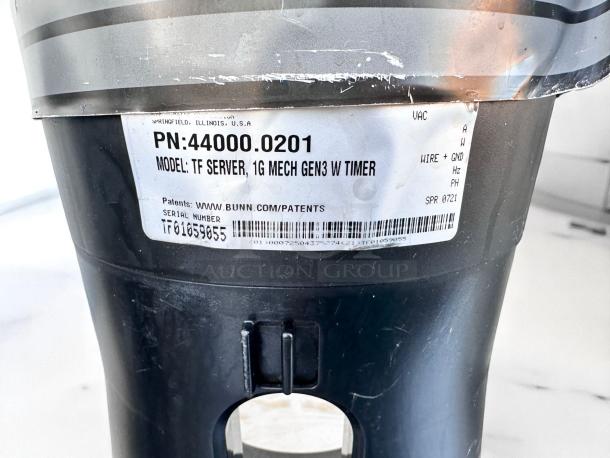 SPRINGFIELD, ILLINOIS, U.S.A
PN:44000.0201
MODEL: TF SERVER, 1G MECH GEN3 W TIMER
Patents: WWW.BUNN.COM/PATENTS
SERIAL NUMBER
TF01059055
VAC
A
W
WIRE + GND
Hz
PH
SPR 0721
AUCTION GROUP